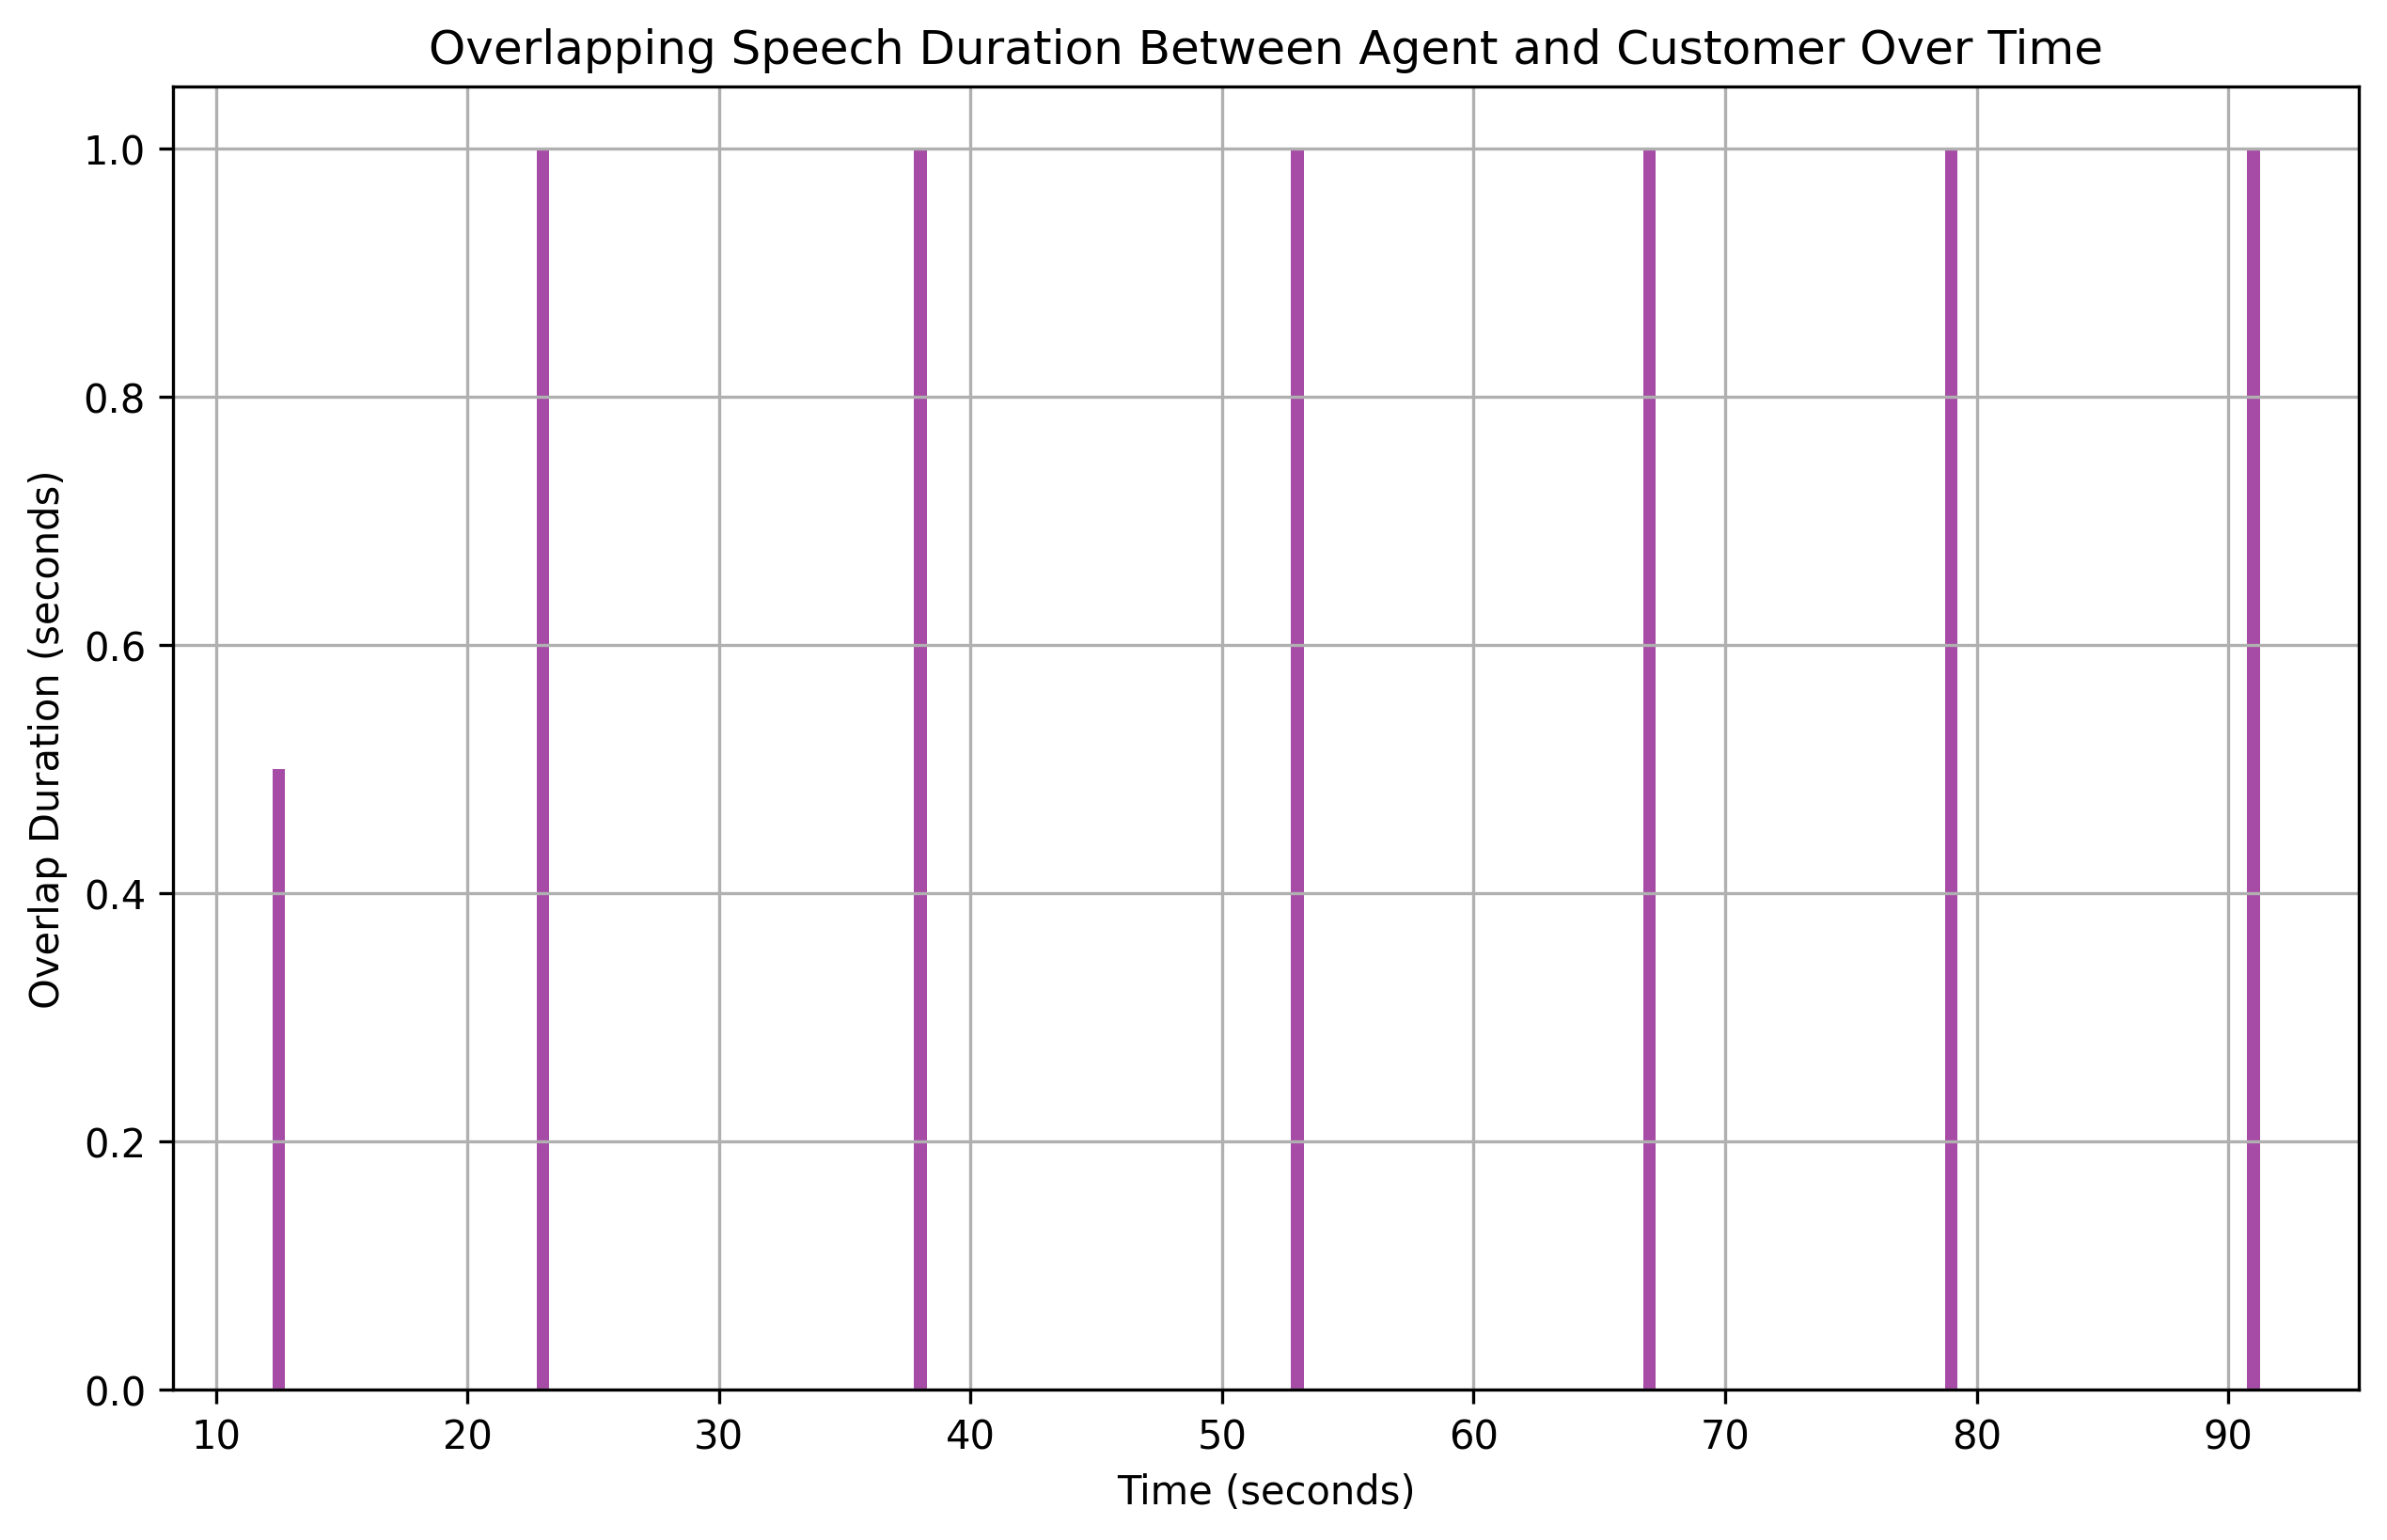 Overlapping Speech Duration Between Agent and Customer Over Time
Overlap Duration (seconds)
1.0
0.8
0.6
0.4
0.2
0.0
10 20 30 40 50 60 70 80 90
Time (seconds)